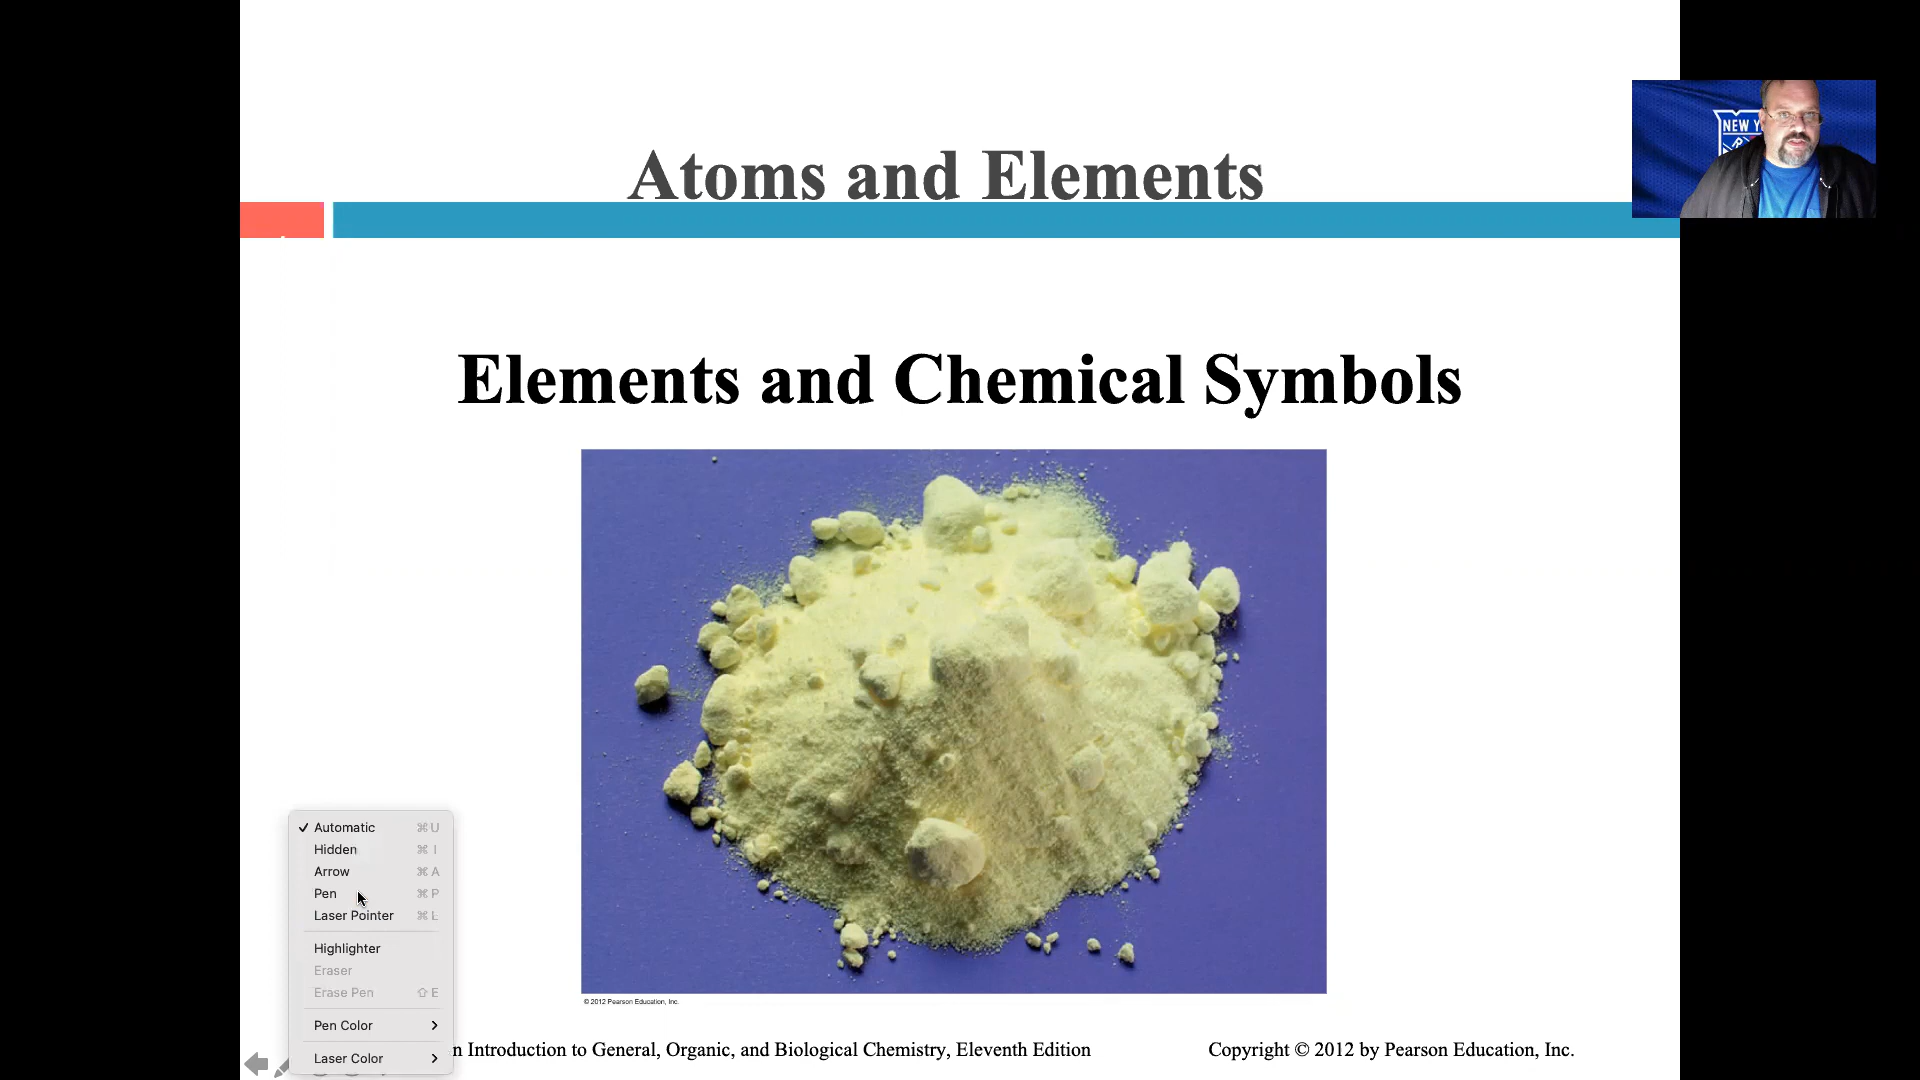 NEW Y
Atoms and Elements
Elements and Chemical Symbols
© 2012 Pearson Education, Inc.
✓ Automatic ⌘ U
Hidden ⌘ I
Arrow ⌘ A
Pen ⌘ P
Laser Pointer ⌘ L
Highlighter
Eraser
Erase Pen ⇧ E
Pen Color >
Laser Color >
n Introduction to General, Organic, and Biological Chemistry, Eleventh Edition
Copyright © 2012 by Pearson Education, Inc.